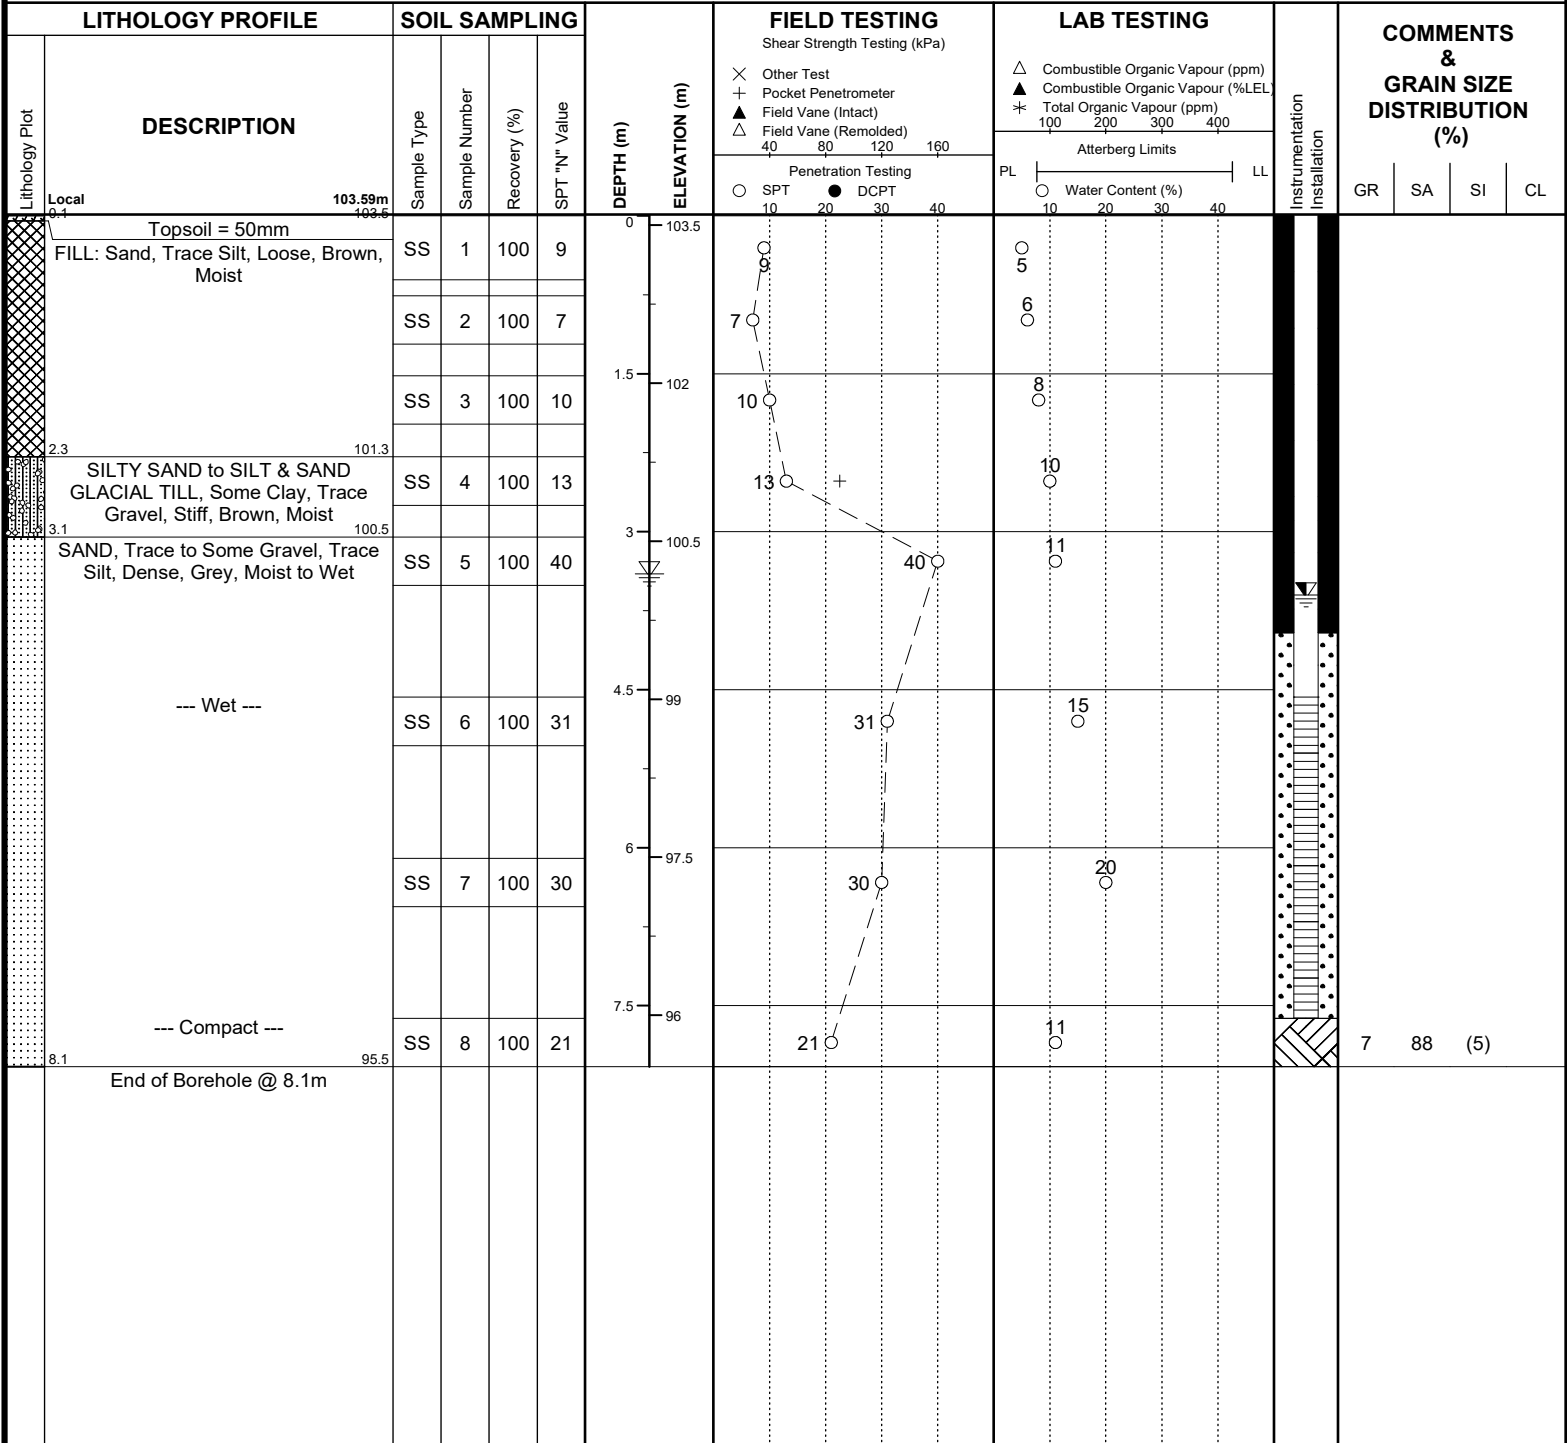 LITHOLOGY PROFILE
SOIL SAMPLING
FIELD TESTING
LAB TESTING
COMMENTS
&
GRAIN SIZE
DISTRIBUTION
(%)
Lithology Plot
DESCRIPTION
Local 103.59m
Sample Type
Sample Number
Recovery (%)
SPT "N" Value
DEPTH (m)
ELEVATION (m)
Shear Strength Testing (kPa)
Other Test
Pocket Penetrometer
Field Vane (Intact)
Field Vane (Remolded)
40 80 120 160
Penetration Testing
SPT DCPT
10 20 30 40
Combustible Organic Vapour (ppm)
Combustible Organic Vapour (%LEL)
Total Organic Vapour (ppm)
100 200 300 400
Atterberg Limits
PL LL
Water Content (%)
10 20 30 40
Instrumentation
Installation
GR SA SI CL
0.1 103.5
Topsoil = 50mm
FILL: Sand, Trace Silt, Loose, Brown,
Moist
SS 1 100 9
0
103.5
9
5
SS 2 100 7
7
6
1.5
102
SS 3 100 10
10
8
2.3 101.3
SILTY SAND to SILT & SAND
GLACIAL TILL, Some Clay, Trace
Gravel, Stiff, Brown, Moist
SS 4 100 13
13
10
3.1 100.5
3
100.5
SAND, Trace to Some Gravel, Trace
Silt, Dense, Grey, Moist to Wet
SS 5 100 40
40
11
4.5
99
--- Wet ---
SS 6 100 31
31
15
6
97.5
SS 7 100 30
30
20
7.5
96
--- Compact ---
SS 8 100 21
21
11
7 88 (5)
8.1 95.5
End of Borehole @ 8.1m